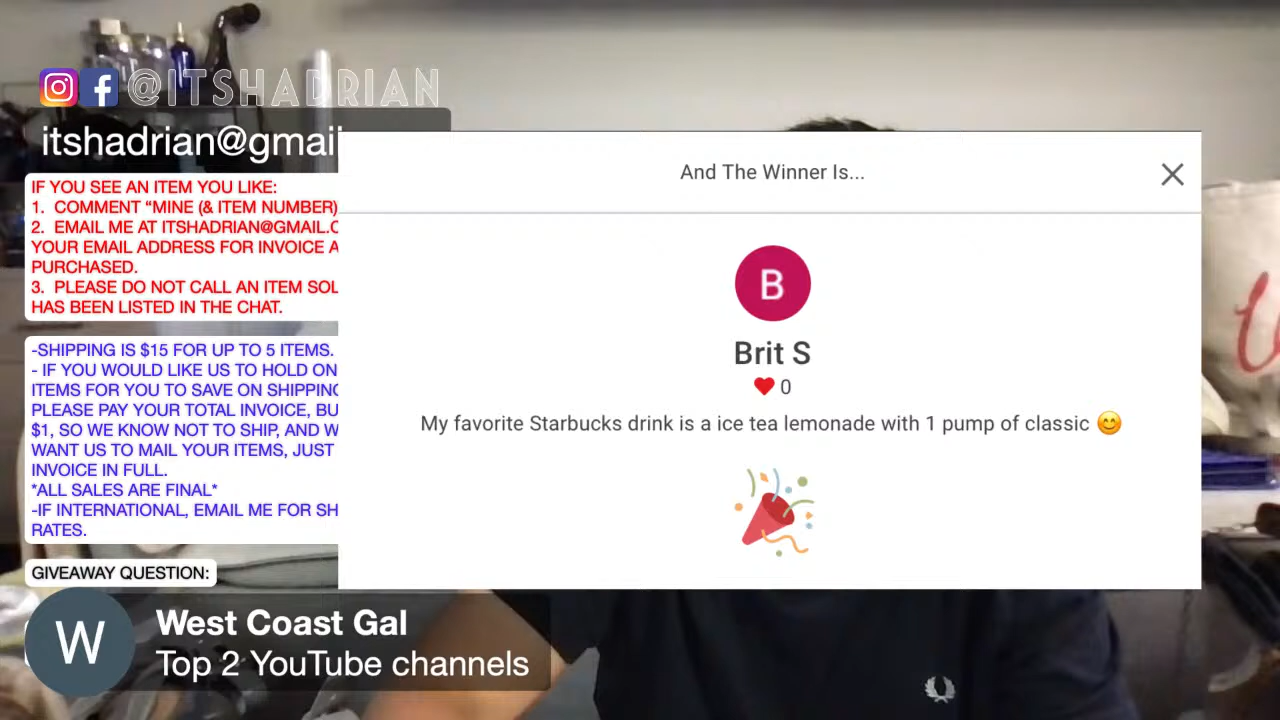 @ITSHADRIAN
itshadrian@gmail
IF YOU SEE AN ITEM YOU LIKE:
1. COMMENT “MINE (& ITEM NUMBER)
2. EMAIL ME AT ITSHADRIAN@GMAIL.C
YOUR EMAIL ADDRESS FOR INVOICE A
PURCHASED.
3. PLEASE DO NOT CALL AN ITEM SOL
HAS BEEN LISTED IN THE CHAT.
-SHIPPING IS $15 FOR UP TO 5 ITEMS.
- IF YOU WOULD LIKE US TO HOLD ON
ITEMS FOR YOU TO SAVE ON SHIPPING
PLEASE PAY YOUR TOTAL INVOICE, BU
$1, SO WE KNOW NOT TO SHIP, AND W
WANT US TO MAIL YOUR ITEMS, JUST
INVOICE IN FULL.
*ALL SALES ARE FINAL*
-IF INTERNATIONAL, EMAIL ME FOR SH
RATES.
GIVEAWAY QUESTION:
W
West Coast Gal
Top 2 YouTube channels
And The Winner Is...
B
Brit S
❤️ 0
My favorite Starbucks drink is a ice tea lemonade with 1 pump of classic 😊